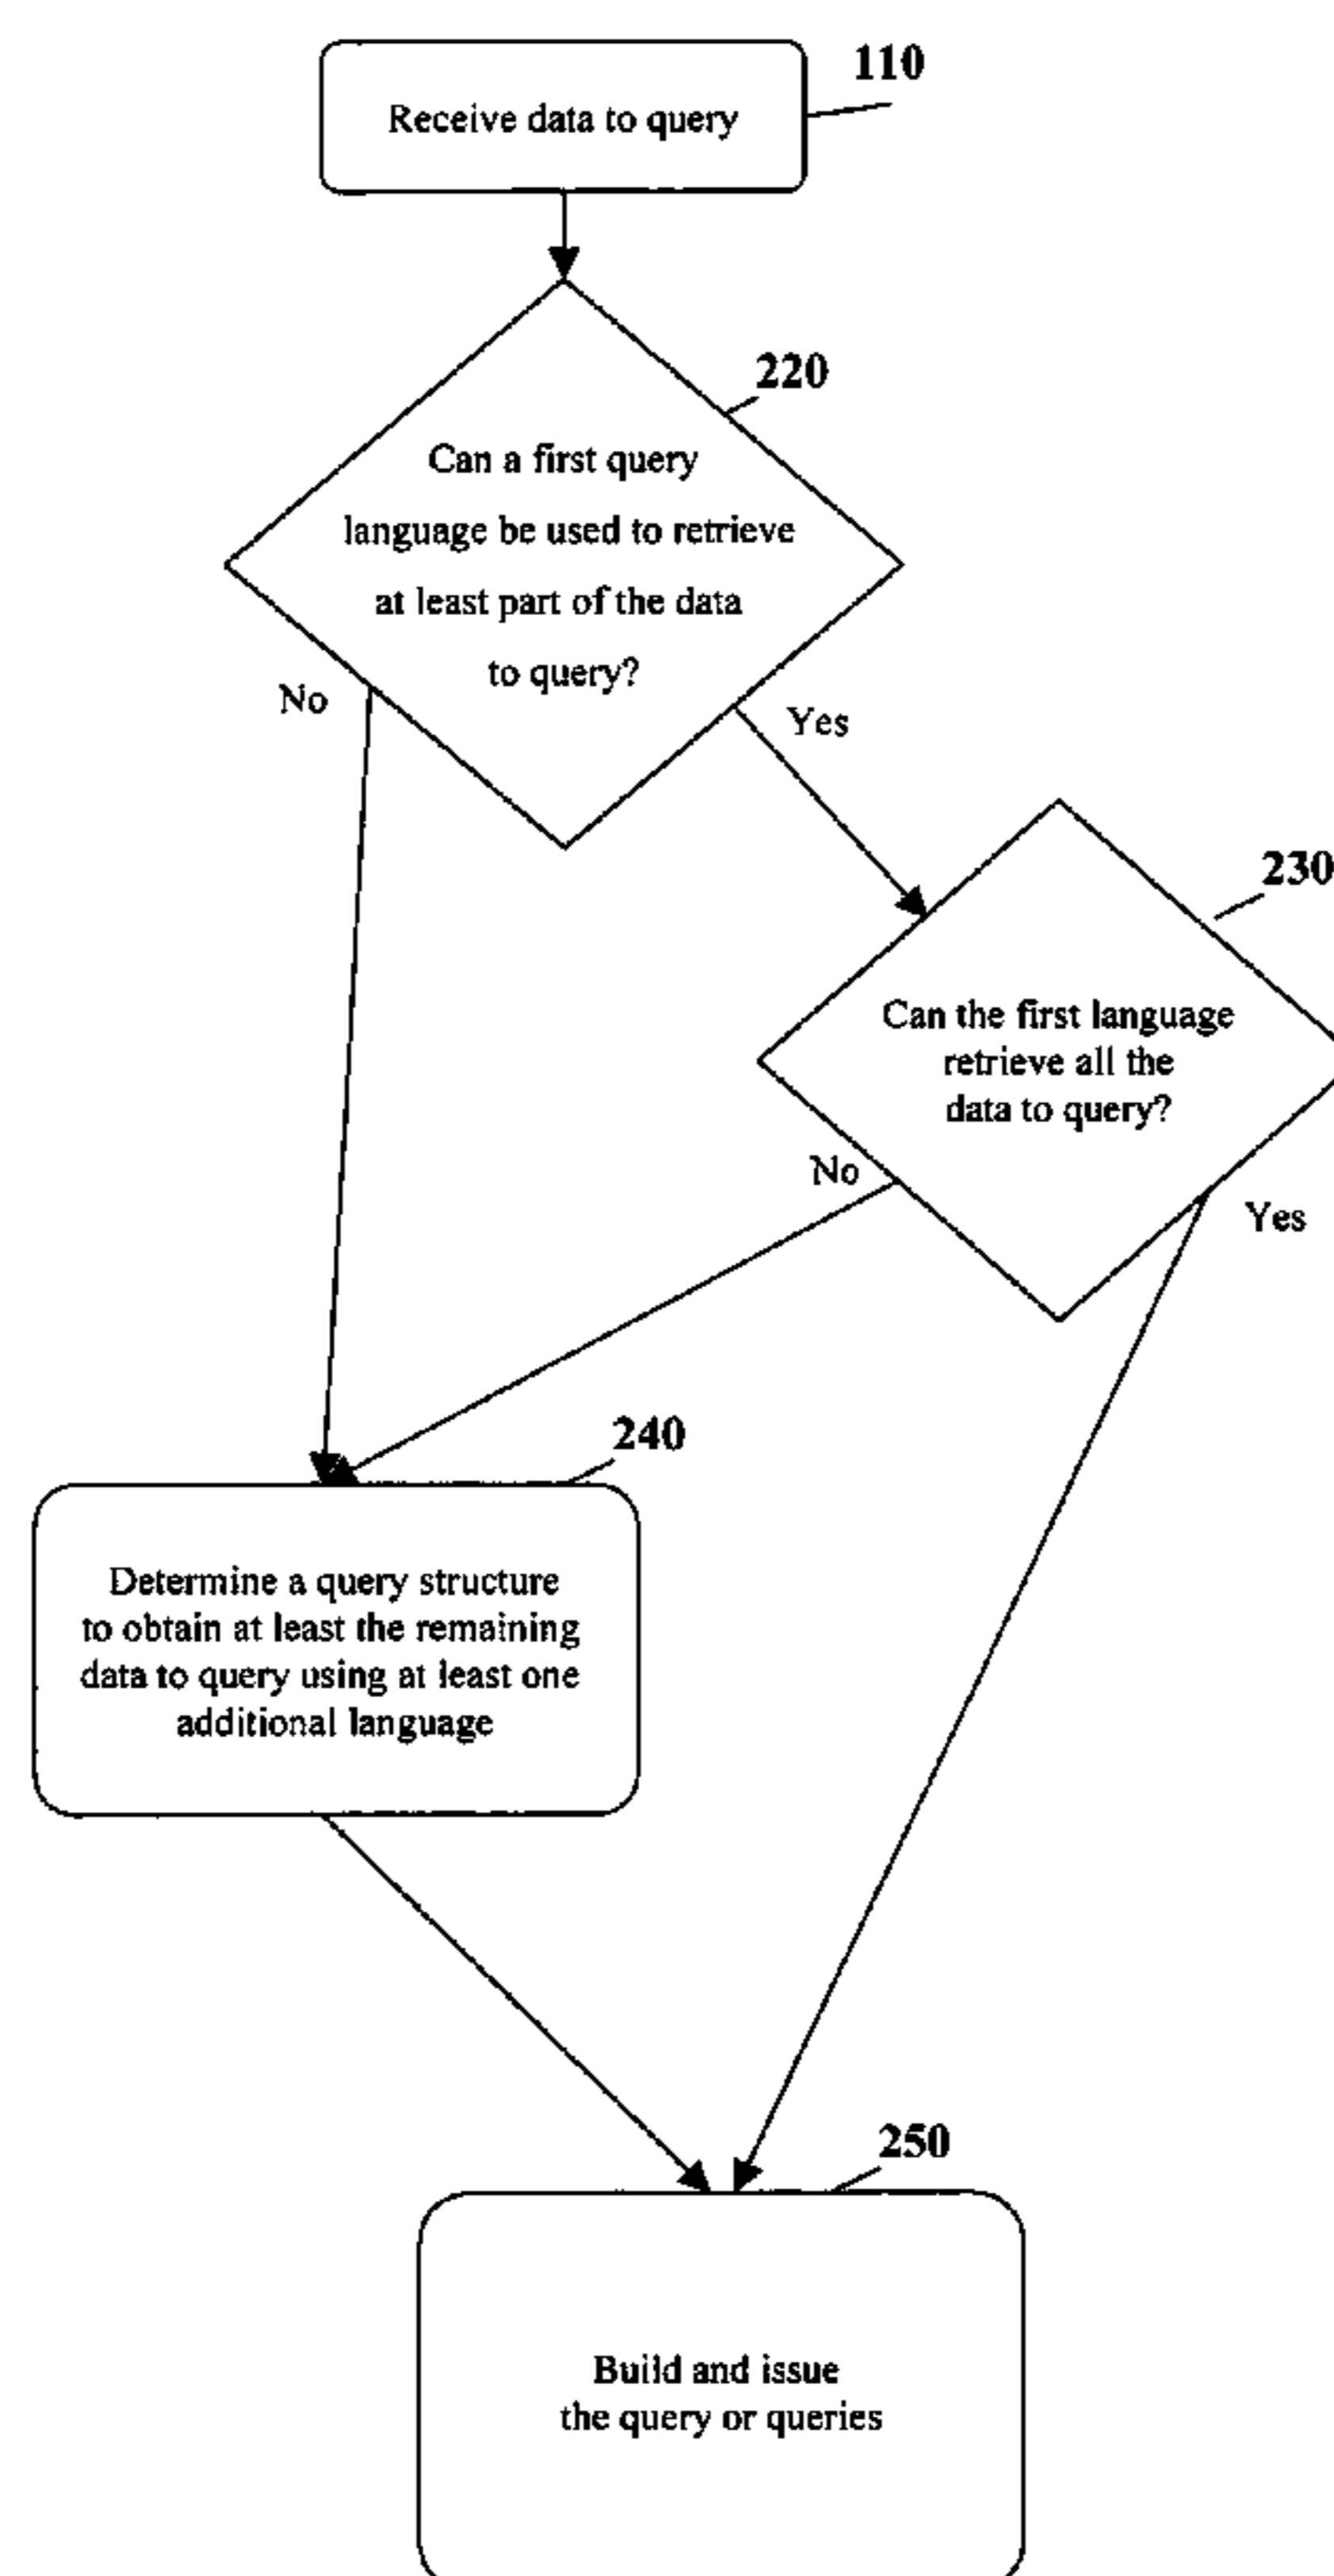 110
Receive data to query
220
Can a first query
language be used to retrieve
at least part of the data
to query?
No
Yes
230
Can the first language
retrieve all the
data to query?
No
Yes
240
Determine a query structure
to obtain at least the remaining
data to query using at least one
additional language
250
Build and issue
the query or queries